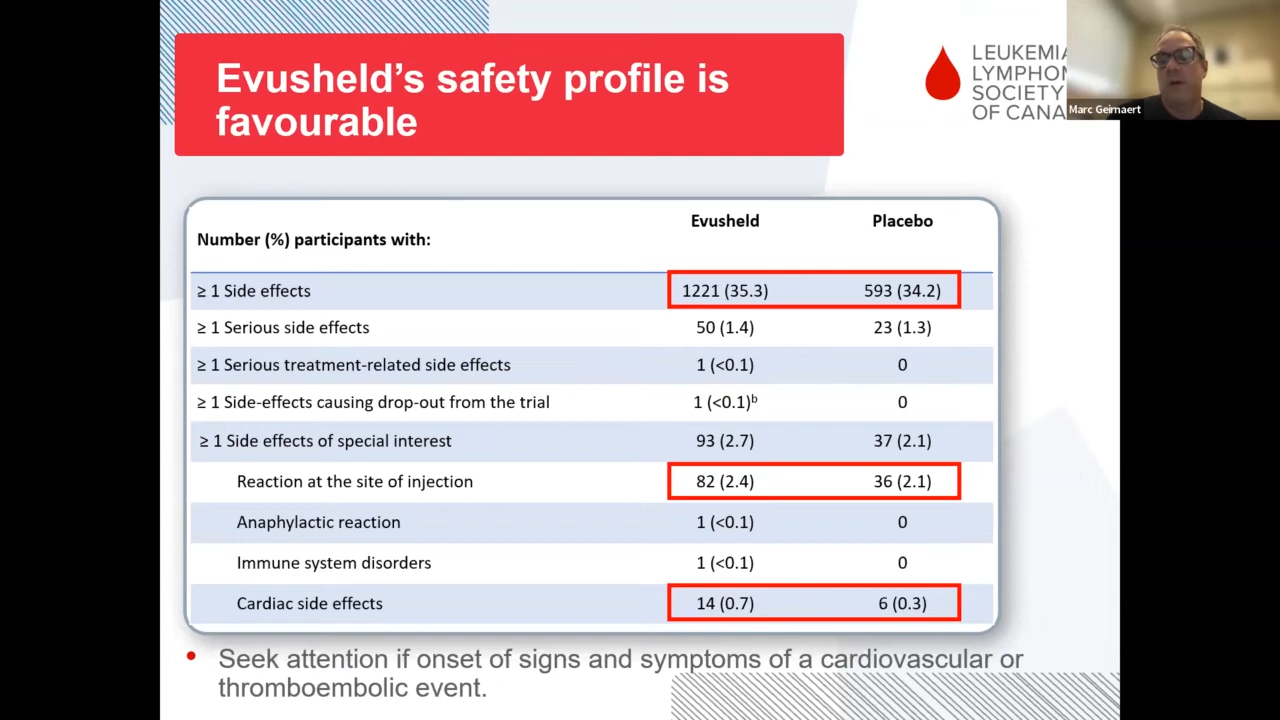 Evusheld's safety profile is
favourable
LEUKEMIA
LYMPHOM
SOCIETY
OF CANA
Marc Geirnaert
Number (%) participants with:
Evusheld Placebo
≥ 1 Side effects 1221 (35.3) 593 (34.2)
≥ 1 Serious side effects 50 (1.4) 23 (1.3)
≥ 1 Serious treatment-related side effects 1 (<0.1) 0
≥ 1 Side-effects causing drop-out from the trial 1 (<0.1)ᵇ 0
≥ 1 Side effects of special interest 93 (2.7) 37 (2.1)
Reaction at the site of injection 82 (2.4) 36 (2.1)
Anaphylactic reaction 1 (<0.1) 0
Immune system disorders 1 (<0.1) 0
Cardiac side effects 14 (0.7) 6 (0.3)
• Seek attention if onset of signs and symptoms of a cardiovascular or
thromboembolic event.